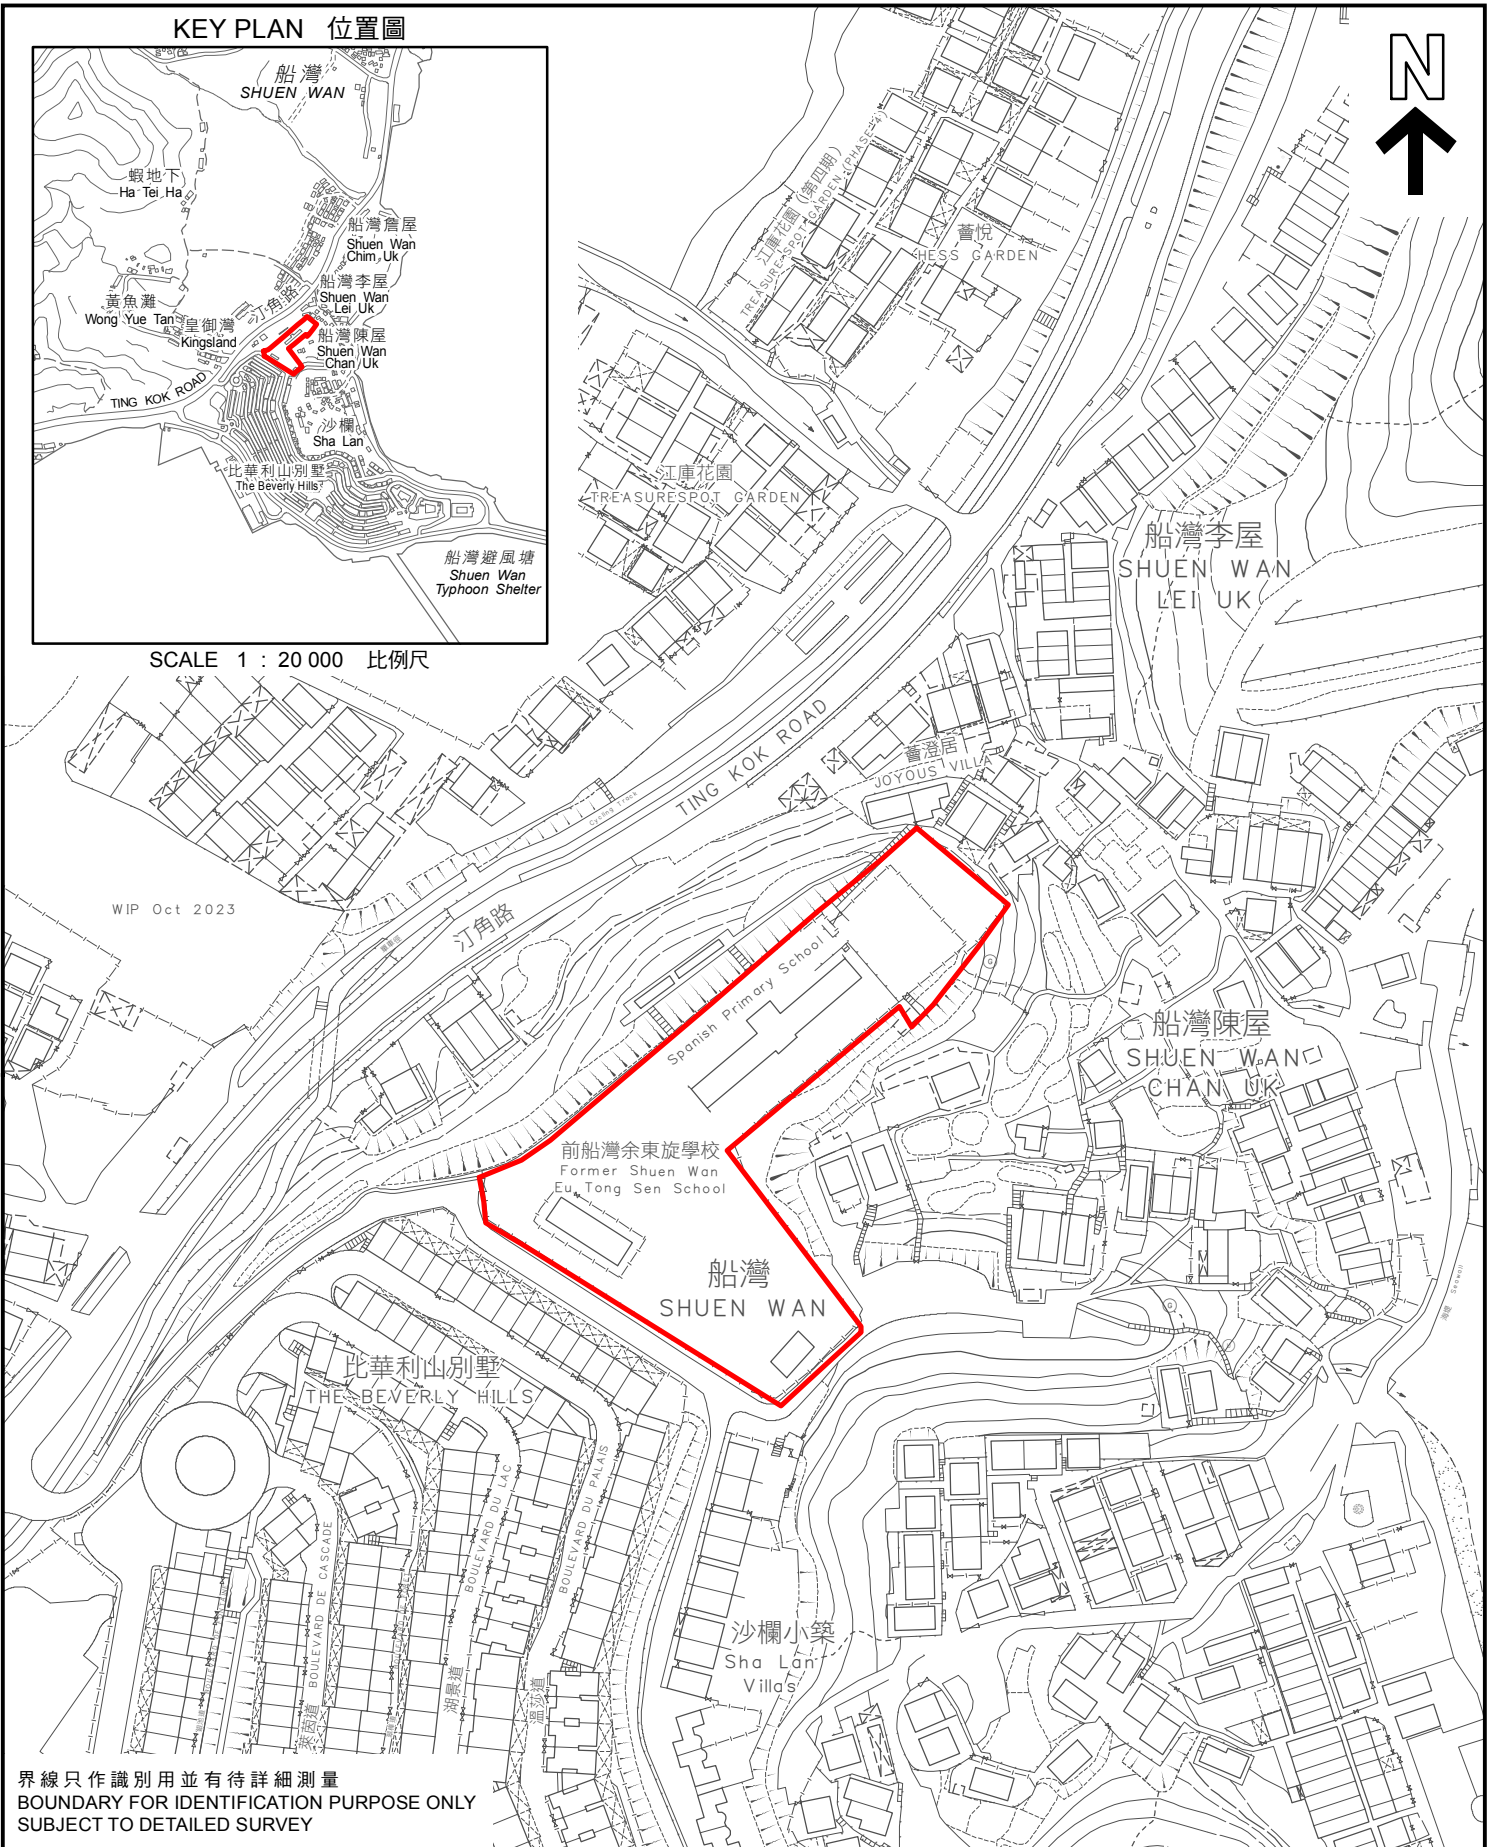 KEY PLAN 位置圖
船灣
SHUEN WAN
蝦地下
Ha Tei Ha
船灣詹屋
Shuen Wan
Chim Uk
船灣李屋
Shuen Wan
Lei Uk
汀角路
黃魚灘
Wong Yue Tan
皇御灣
Kingsland
船灣陳屋
Shuen Wan
Chan Uk
TING KOK ROAD
沙欄
Sha Lan
比華利山別墅
The Beverly Hills
船灣避風塘
Shuen Wan
Typhoon Shelter
SCALE 1 : 20 000 比例尺
N
江庫花園 (第四期)
TREASURE SPOT GARDEN (PHASE 4)
薈悅
HESS GARDEN
江庫花園
TREASURESPOT GARDEN
船灣李屋
SHUEN WAN
LEI UK
TING KOK ROAD
薈澄居
JOYOUS VILLA
Cycling Track
WIP Oct 2023
汀角路
Spanish Primary School
G
船灣陳屋
SHUEN WAN
CHAN UK
前船灣余東旋學校
Former Shuen Wan
Eu Tong Sen School
船灣
SHUEN WAN
G
海堤 Seawall
比華利山別墅
THE BEVERLY HILLS
BOULEVARD DU LAC
BOULEVARD DU PALAIS
BOULEVARD DE CASCADE
萊茵道
湖景道
溫莎道
沙欄小築
Sha Lan
Villas
界線只作識別用並有待詳細測量
BOUNDARY FOR IDENTIFICATION PURPOSE ONLY
SUBJECT TO DETAILED SURVEY